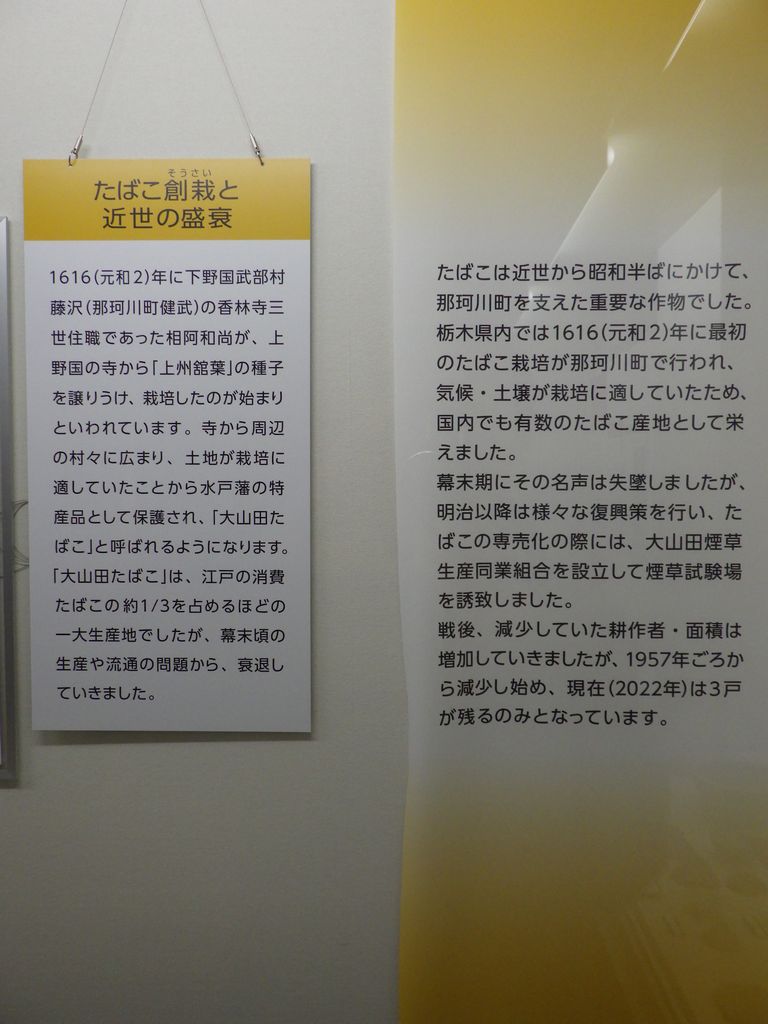 そうさい
たばこ創栽と
近世の盛衰
1616(元和2)年に下野国武部村
藤沢(那珂川町健武)の香林寺三
世住職であった相阿和尚が、上
野国の寺から「上州舘葉」の種子
を譲りうけ、栽培したのが始まり
といわれています。寺から周辺
の村々に広まり、土地が栽培に
適していたことから水戸藩の特
産品として保護され、「大山田た
ばこ」と呼ばれるようになります。
「大山田たばこ」は、江戸の消費
たばこの約1/3を占めるほどの
一大生産地でしたが、幕末頃の
生産や流通の問題から、衰退し
ていきました。
たばこは近世から昭和半ばにかけて、
那珂川町を支えた重要な作物でした。
栃木県内では1616(元和2)年に最初
のたばこ栽培が那珂川町で行われ、
気候・土壌が栽培に適していたため、
国内でも有数のたばこ産地として栄
えました。
幕末期にその名声は失墜しましたが、
明治以降は様々な復興策を行い、た
ばこの専売化の際には、大山田煙草
生産同業組合を設立して煙草試験場
を誘致しました。
戦後、減少していた耕作者・面積は
増加していきましたが、1957年ごろか
ら減少し始め、現在(2022年)は3戸
が残るのみとなっています。